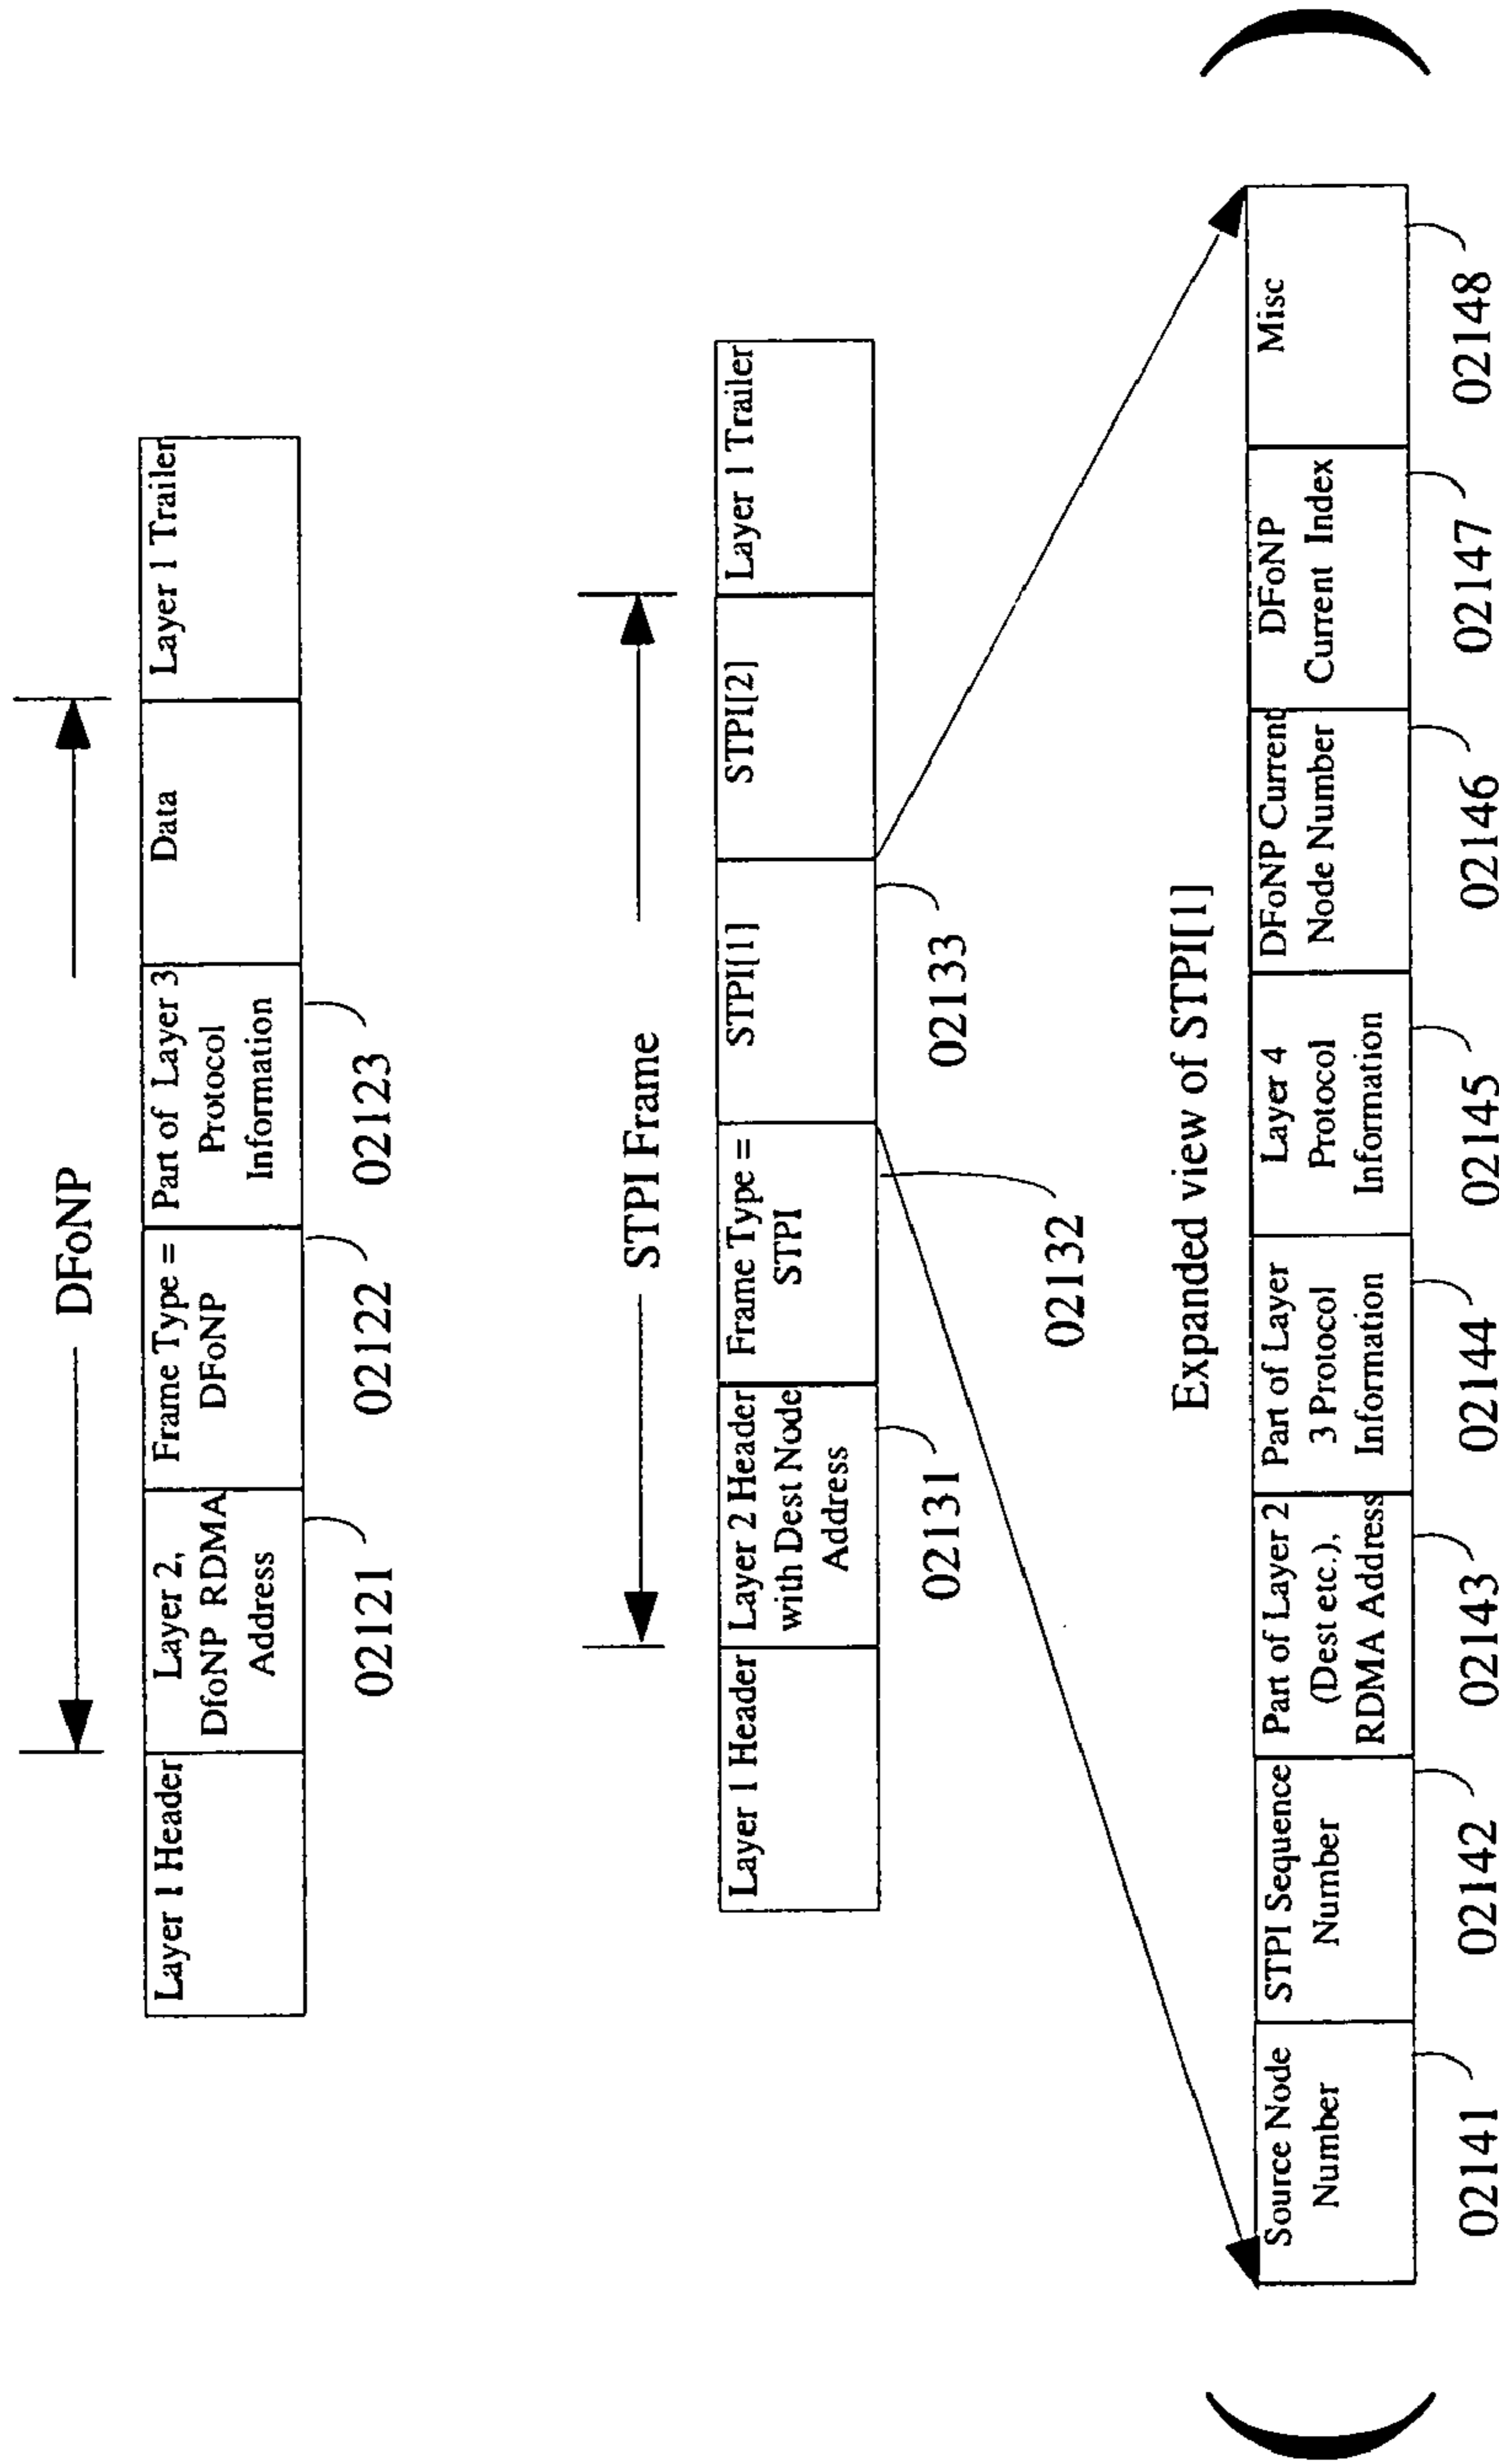 DFoNP
Layer 1 Header
Layer 2,
DfoNP RDMA
Address
Frame Type =
DFoNP
Part of Layer 3
Protocol
Information
Data
Layer 1 Trailer
02121
02122
02123
STPI Frame
Layer 1 Header
Layer 2 Header
with Dest Node
Address
Frame Type =
STPI
STPI[1]
STPI[2]
Layer 1 Trailer
02131
02132
02133
Expanded view of STPI[1]
Source Node
Number
STPI Sequence
Number
Part of Layer 2
(Dest etc.),
RDMA Address
Part of Layer
3 Protocol
Information
Layer 4
Protocol
Information
DFoNP Current
Node Number
DFoNP
Current Index
Misc
02141
02142
02143
02144
02145
02146
02147
02148